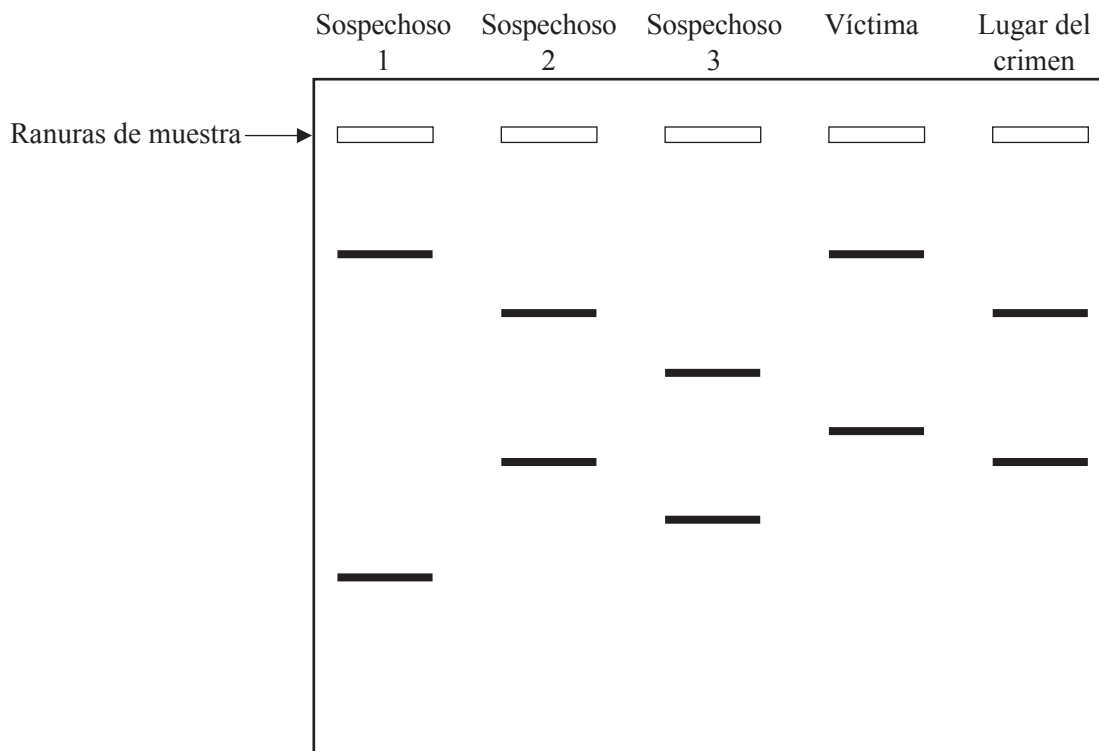 Sospechoso Sospechoso Sospechoso Víctima Lugar del
1 2 3 crimen
Ranuras de muestra